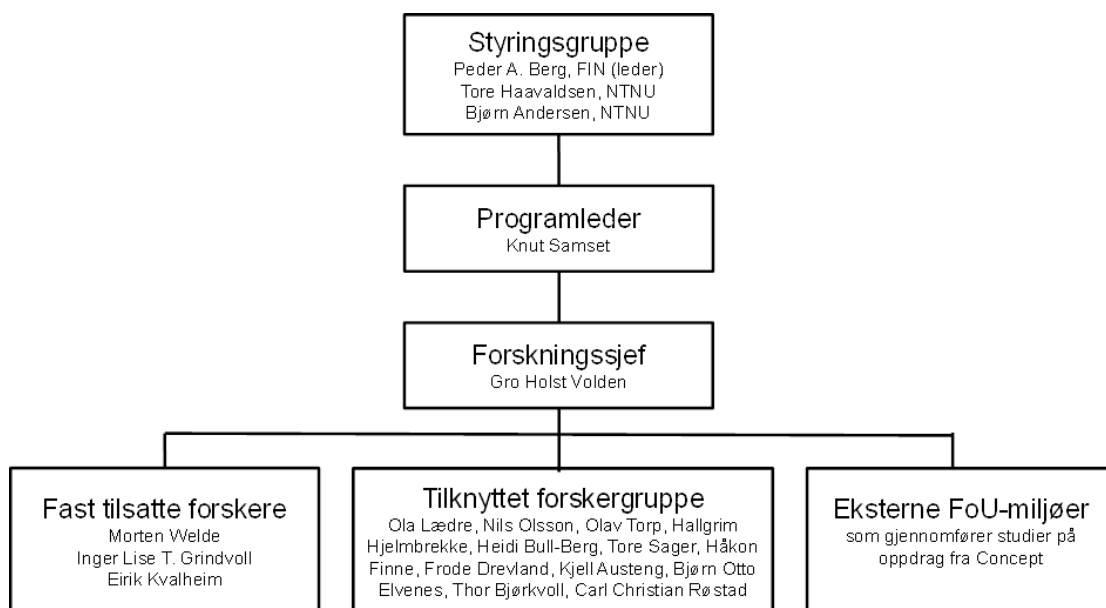 Styringsgruppe
Peder A. Berg, FIN (leder)
Tore Haavaldsen, NTNU
Bjørn Andersen, NTNU
Programleder
Knut Samset
Forskningssjef
Gro Holst Volden
Fast tilsatte forskere
Morten Welde
Inger Lise T. Grindvoll
Eirik Kvalheim
Tilknyttet forskergruppe
Ola Lædre, Nils Olsson, Olav Torp, Hallgrim
Hjelmbrekke, Heidi Bull-Berg, Tore Sager, Håkon
Finne, Frode Drevland, Kjell Austeng, Bjørn Otto
Elvenes, Thor Bjørkvoll, Carl Christian Røstad
Eksterne FoU-miljøer
som gjennomfører studier på
oppdrag fra Concept